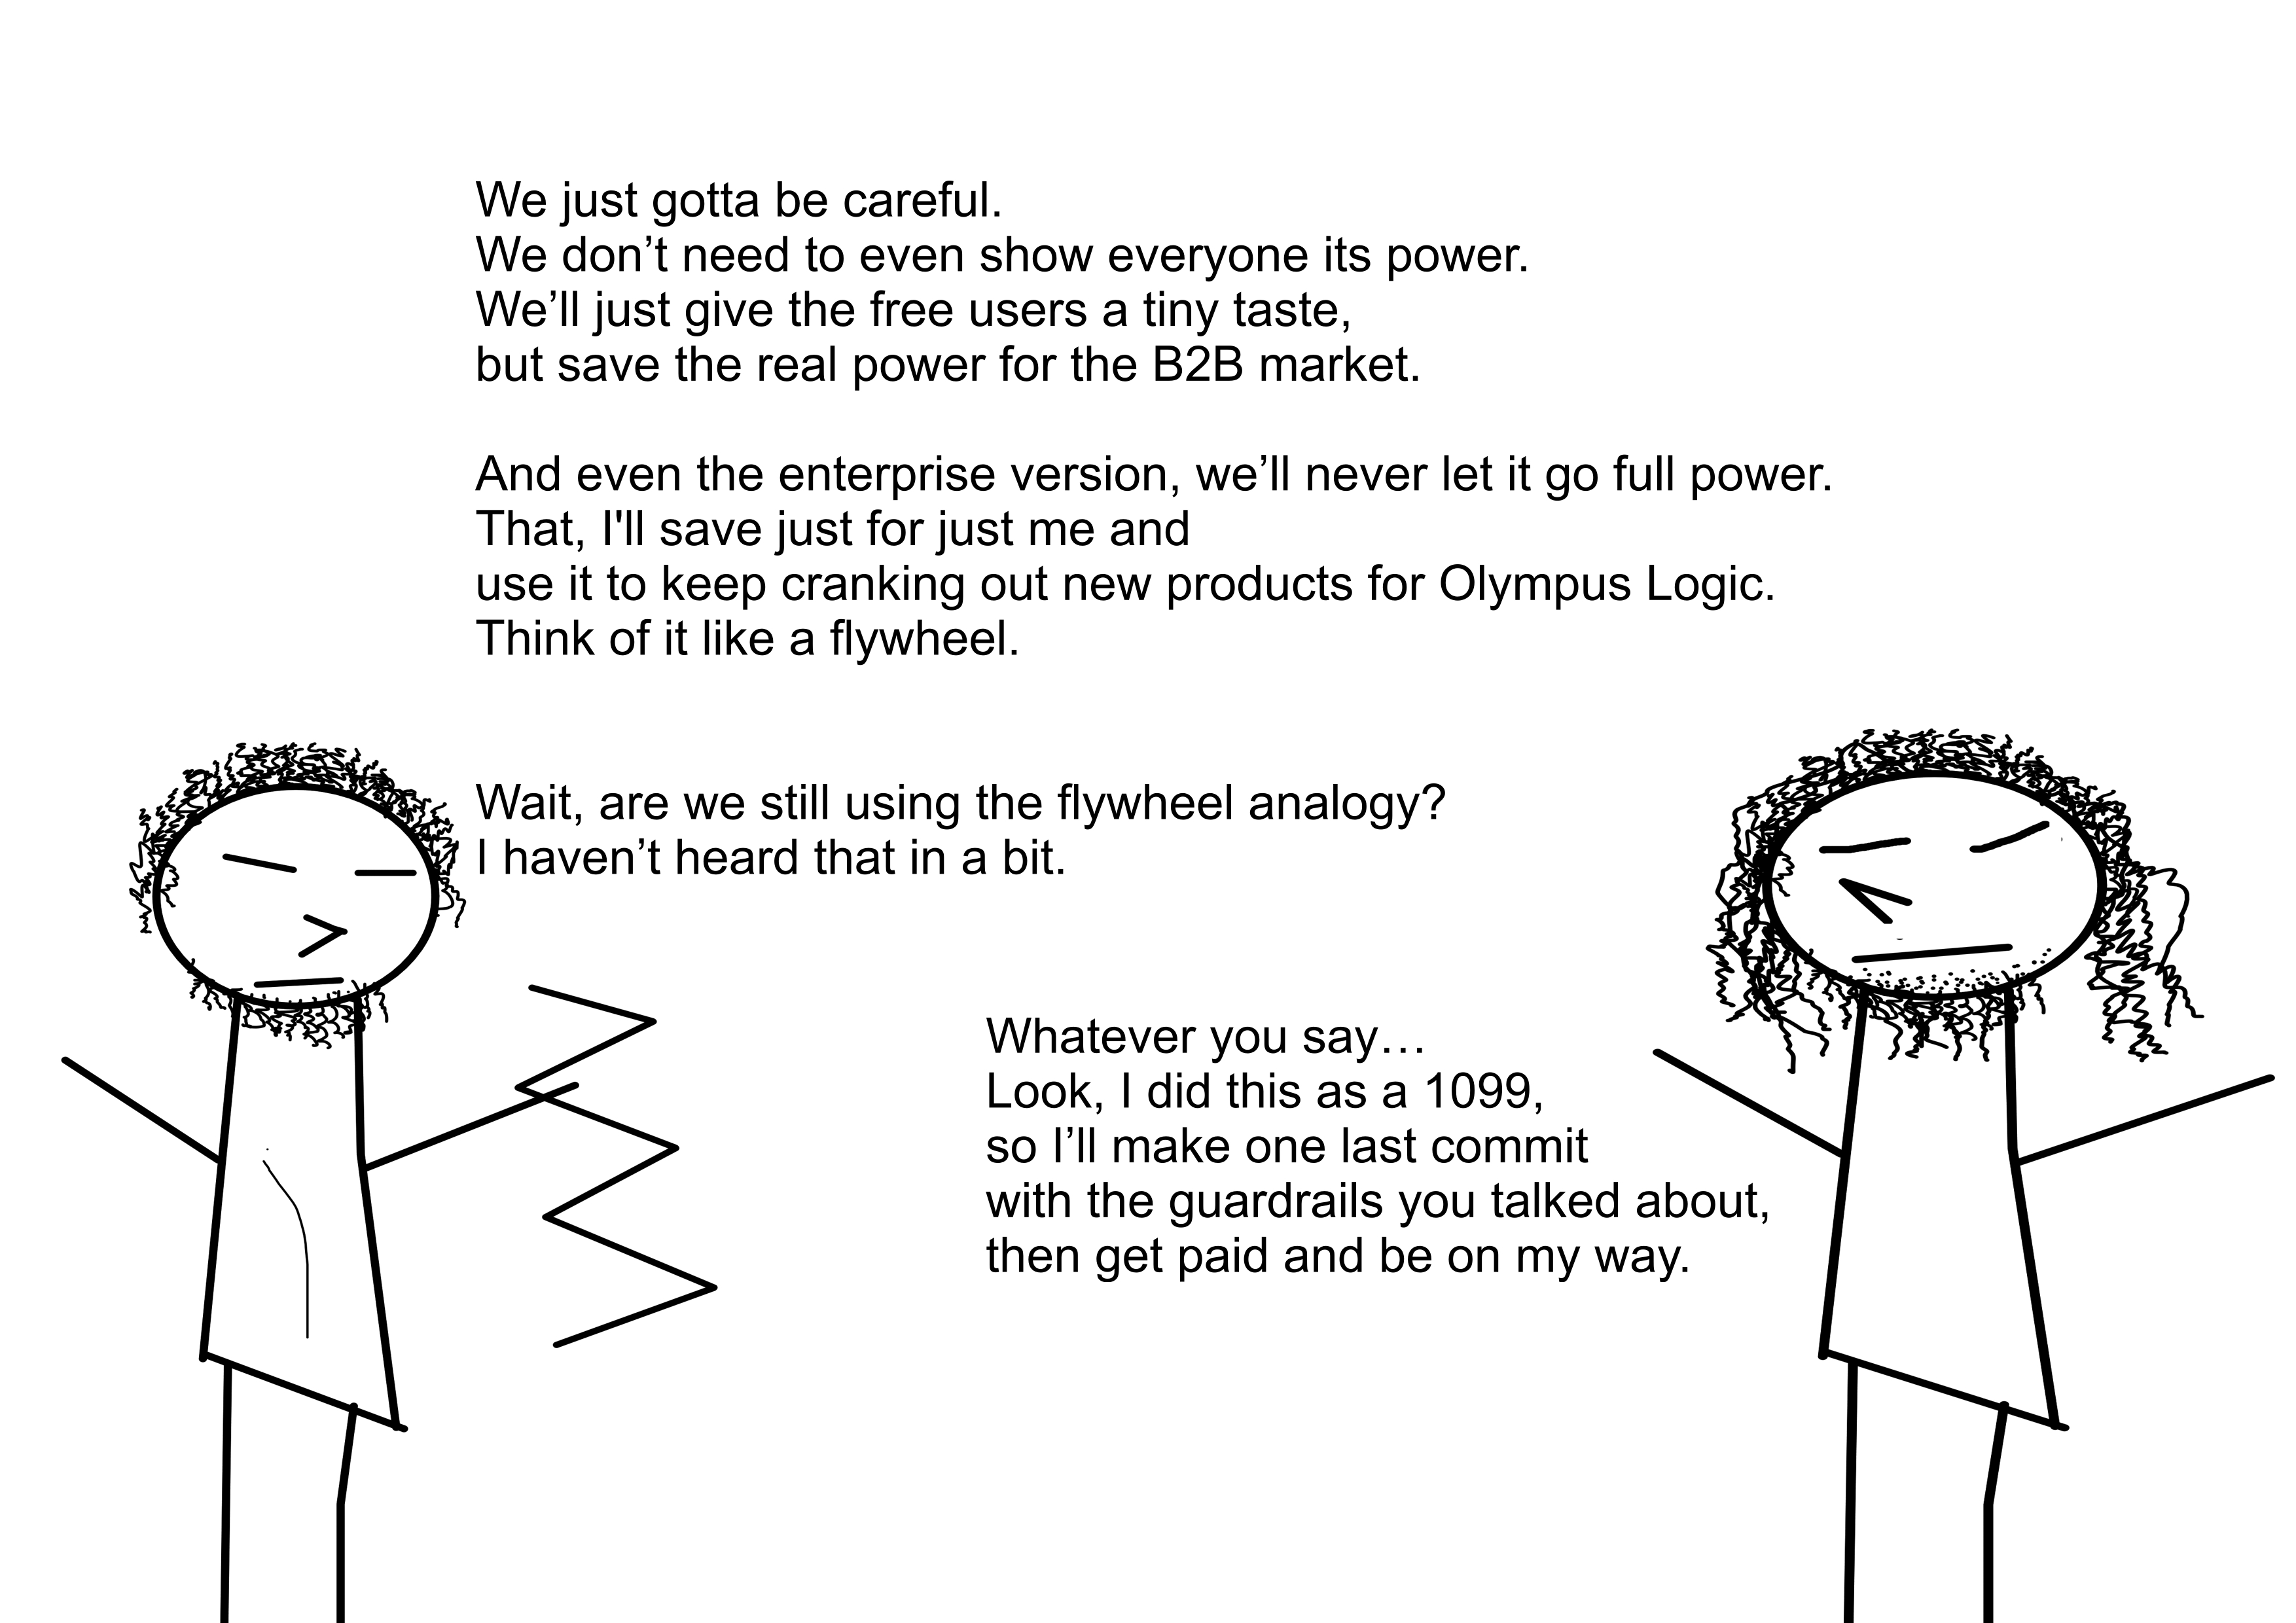 We just gotta be careful.
We don’t need to even show everyone its power.
We’ll just give the free users a tiny taste,
but save the real power for the B2B market.
And even the enterprise version, we’ll never let it go full power.
That, I'll save just for just me and
use it to keep cranking out new products for Olympus Logic.
Think of it like a flywheel.
Wait, are we still using the flywheel analogy?
I haven’t heard that in a bit.
Whatever you say…
Look, I did this as a 1099,
so I’ll make one last commit
with the guardrails you talked about,
then get paid and be on my way.